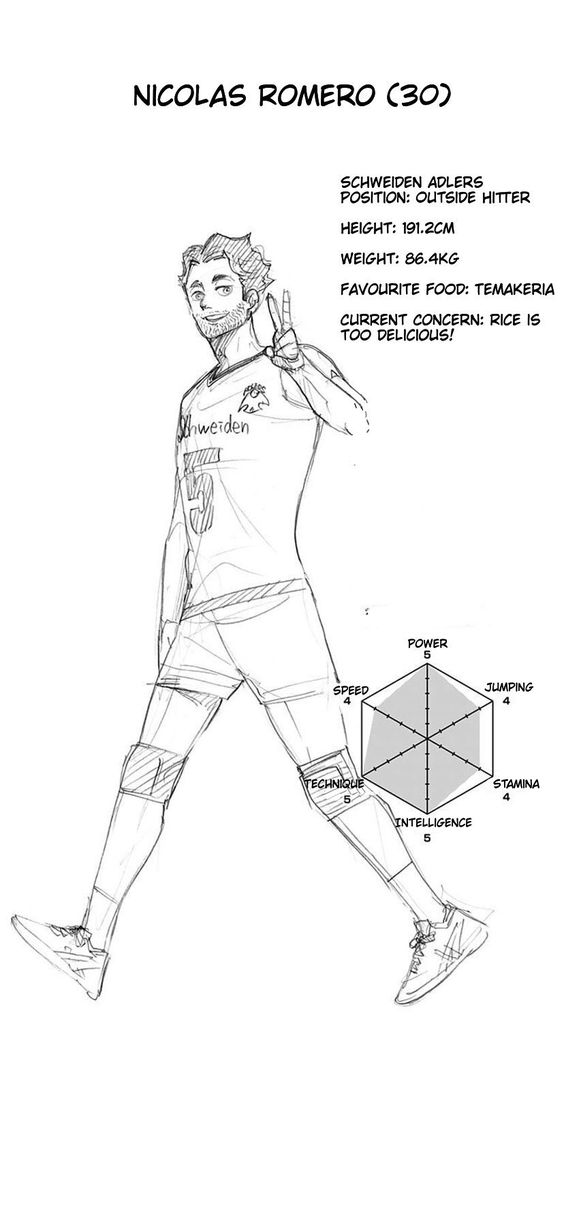 NICOLAS ROMERO (30)
SCHWEIDEN ADLERS
POSITION: OUTSIDE HITTER
HEIGHT: 191.2CM
WEIGHT: 86.4KG
FAVOURITE FOOD: TEMAKERIA
CURRENT CONCERN: RICE IS
TOO DELICIOUS!
Schweiden
5
POWER
5
SPEED
4
JUMPING
4
TECHNIQUE
5
STAMINA
4
INTELLIGENCE
5